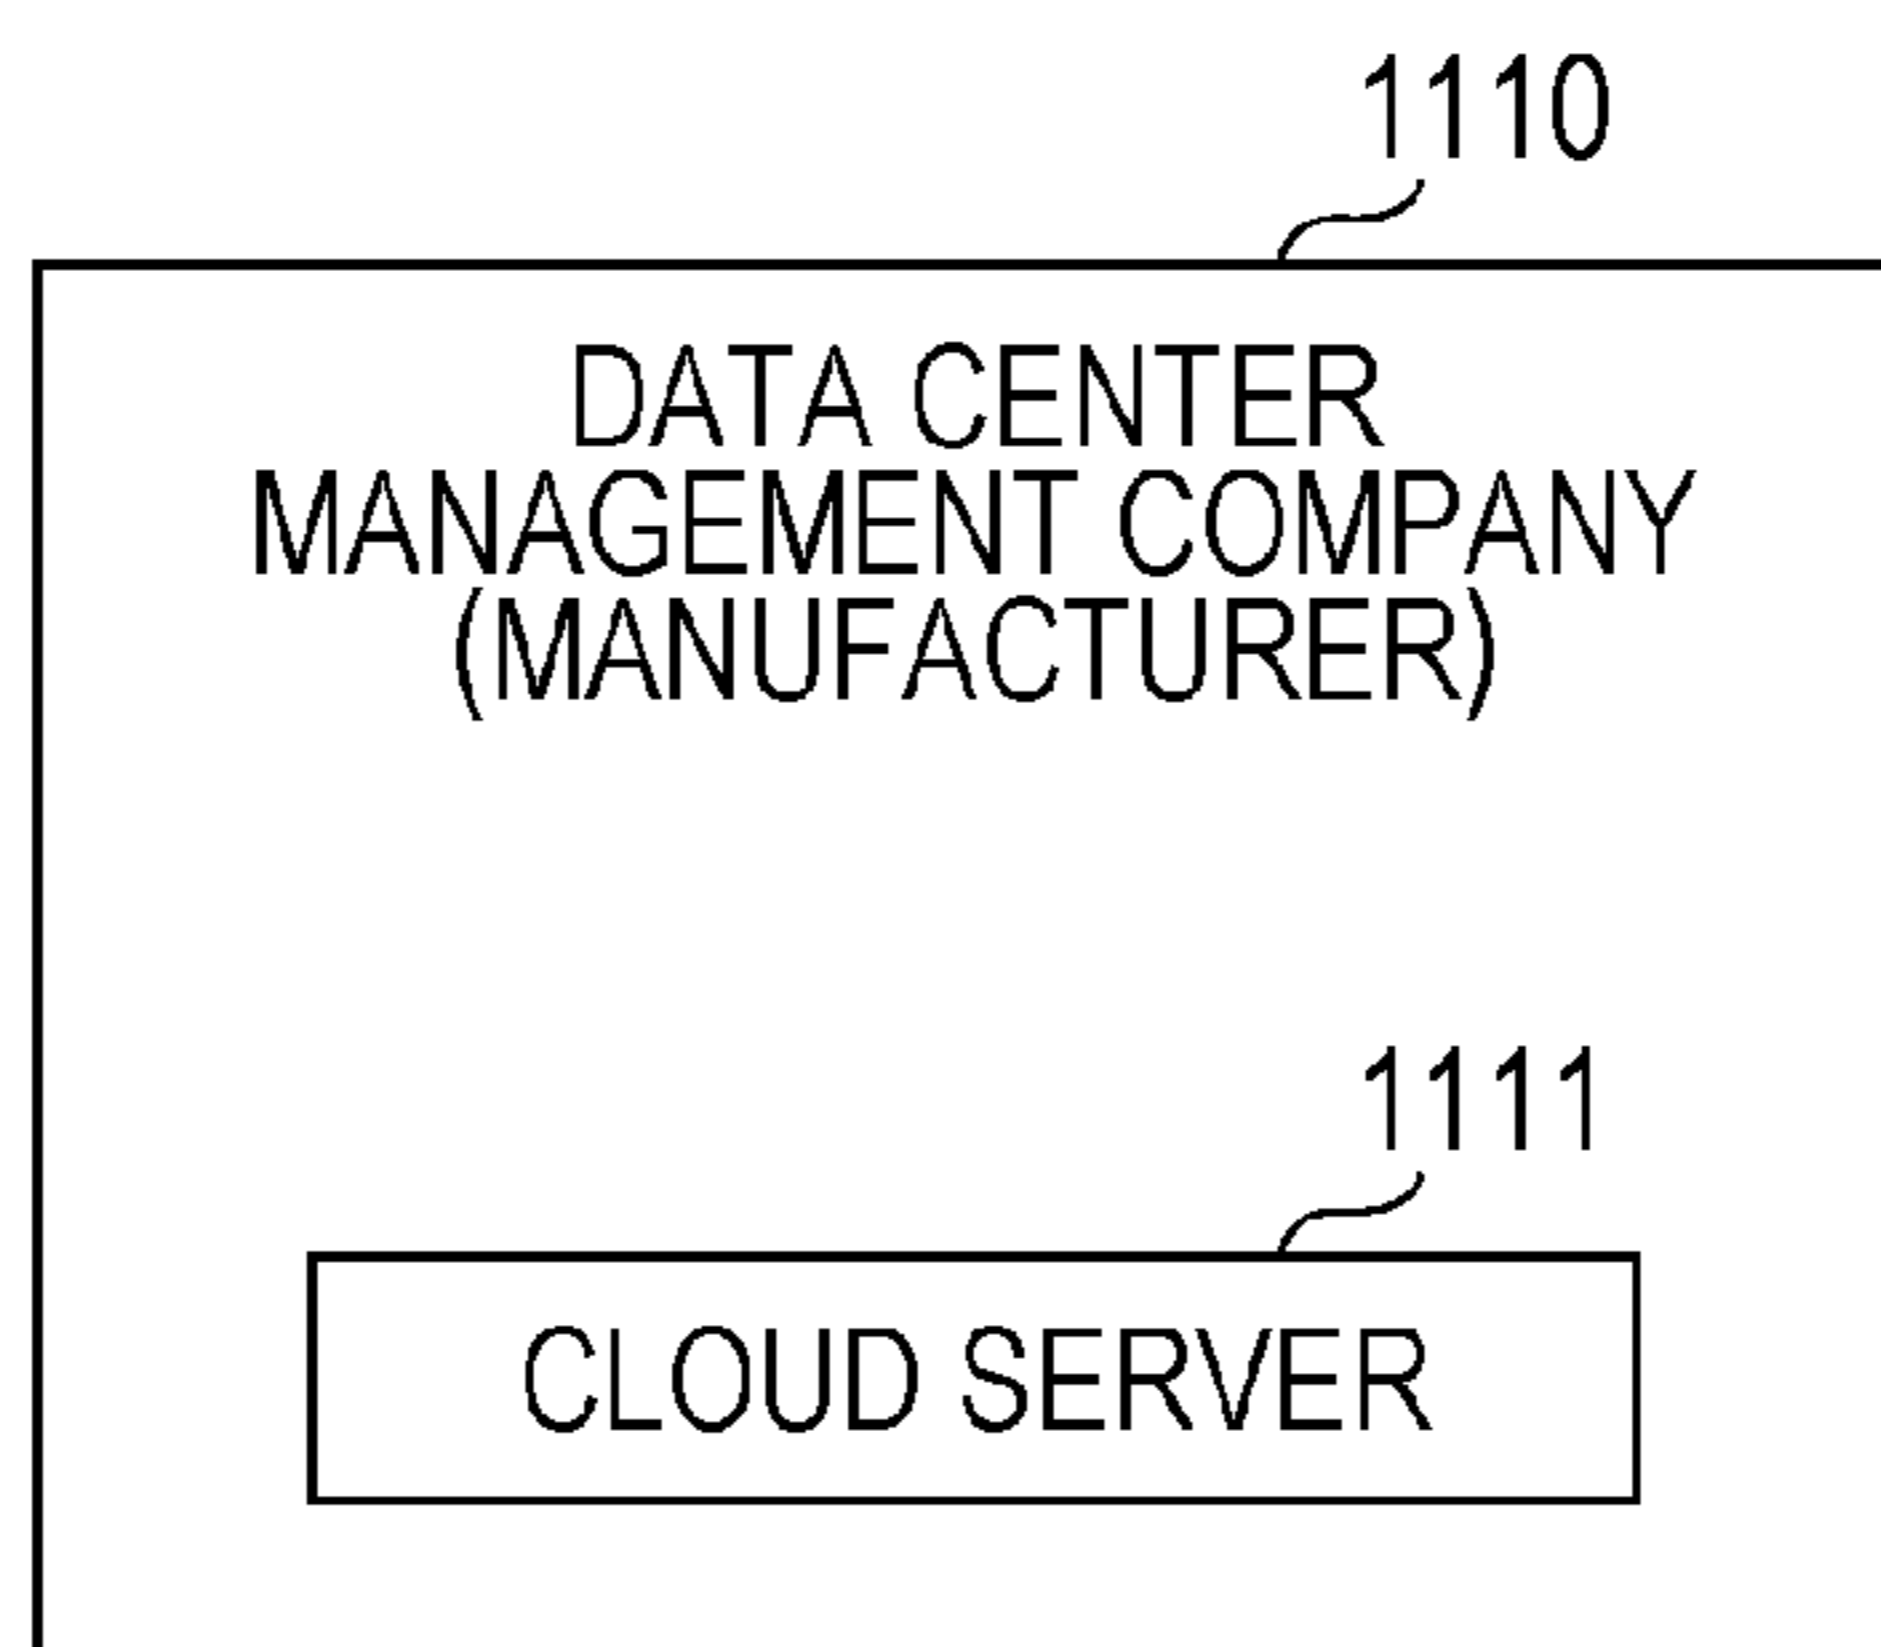 1110
DATA CENTER
MANAGEMENT COMPANY
(MANUFACTURER)
1111
CLOUD SERVER